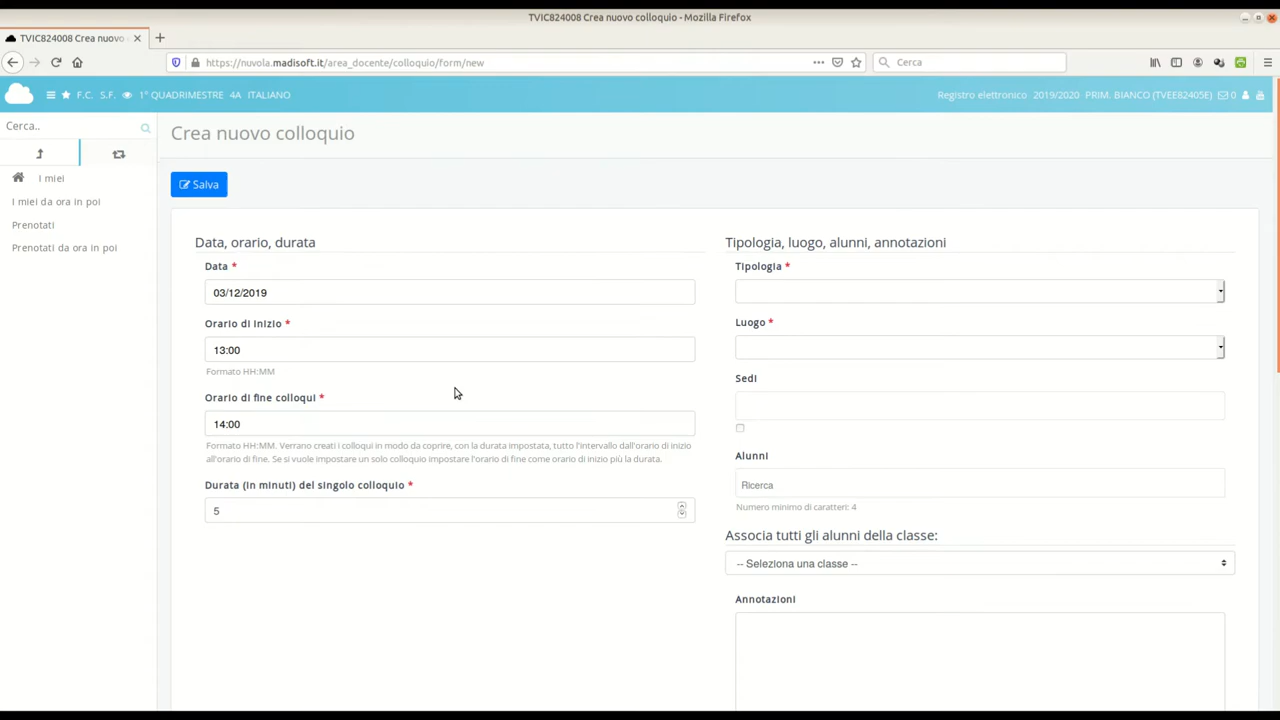 TVIC824008 Crea nuovo colloquio - Mozilla Firefox
TVIC824008 Crea nuovo
https://nuvola.madisoft.it/area_docente/colloquio/form/new
Cerca
F.C. S.F. 1° QUADRIMESTRE 4A ITALIANO
Registro elettronico 2019/2020 PRIM. BIANCO (TVEE82405E) 0
Cerca..
Crea nuovo colloquio
I miei
I miei da ora in poi
Prenotati
Prenotati da ora in poi
Salva
Data, orario, durata
Data *
03/12/2019
Orario di inizio *
13:00
Formato HH:MM
Orario di fine colloqui *
14:00
Formato HH:MM. Verrano creati i colloqui in modo da coprire, con la durata impostata, tutto l'intervallo dall'orario di inizio
all'orario di fine. Se si vuole impostare un solo colloquio impostare l'orario di fine come orario di inizio più la durata.
Durata (in minuti) del singolo colloquio *
5
Tipologia, luogo, alunni, annotazioni
Tipologia *
Luogo *
Sedi
Alunni
Ricerca
Numero minimo di caratteri: 4
Associa tutti gli alunni della classe:
-- Seleziona una classe --
Annotazioni